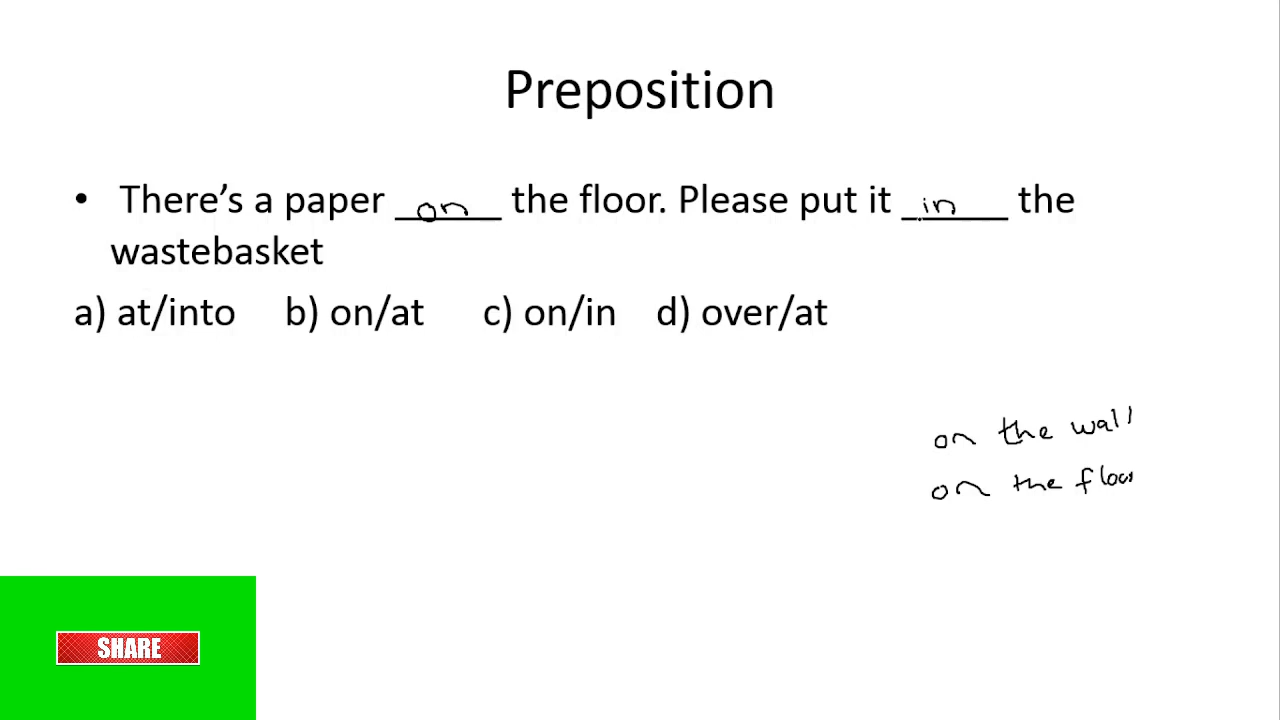 Preposition
• There’s a paper __on__ the floor. Please put it __in__ the
wastebasket
a) at/into b) on/at c) on/in d) over/at
on the wall
on the floor
SHARE